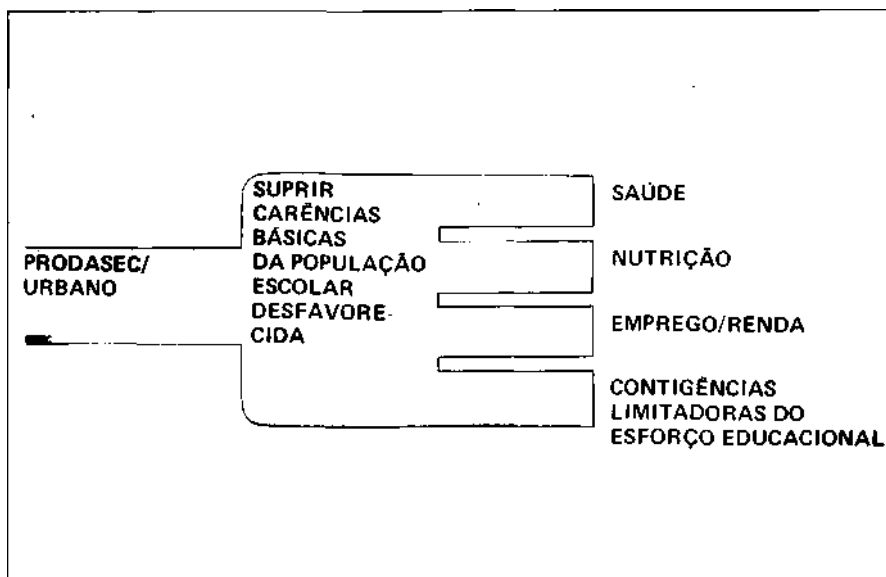 PRODASEC/
URBANO
SUPRIR
CARÊNCIAS
BÁSICAS
DA POPULAÇÃO
ESCOLAR
DESFAVORE-
CIDA
SAÚDE
NUTRIÇÃO
EMPREGO/RENDA
CONTIGÊNCIAS
LIMITADORAS DO
ESFORÇO EDUCACIONAL